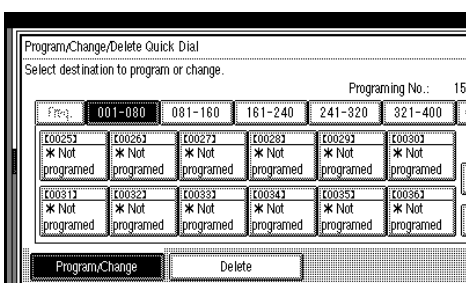 Program/Change/Delete Quick Dial
Select destination to program or change.
Programing No.: 15
Freq. 001-080 081-160 161-240 241-320 321-400
[0025] [0026] [0027] [0028] [0029] [0030]
* Not * Not * Not * Not * Not * Not
programed programed programed programed programed programed
[0031] [0032] [0033] [0034] [0035] [0036]
* Not * Not * Not * Not * Not * Not
programed programed programed programed programed programed
Program/Change Delete